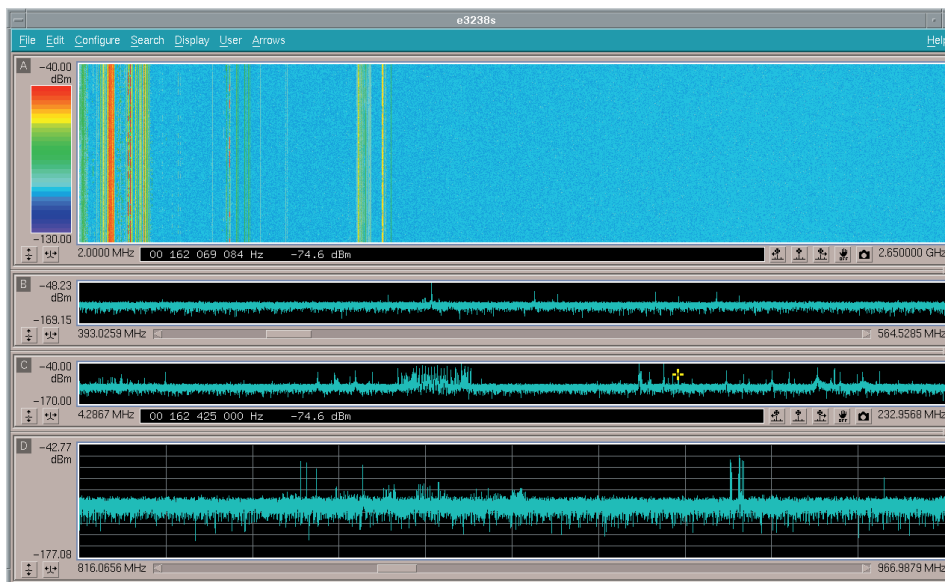 e3238s
File Edit Configure Search Display User Arrows Help
A -40.00
dBm
-130.00
2.0000 MHz 00 162 069 084 Hz -74.6 dBm 2.650000 GHz
B -48.23
dBm
-169.15
393.0259 MHz 564.5285 MHz
C -40.00
dBm
-170.00
4.2867 MHz 00 162 425 000 Hz -74.6 dBm 232.9568 MHz
D -42.77
dBm
-177.08
816.0656 MHz 966.9879 MHz